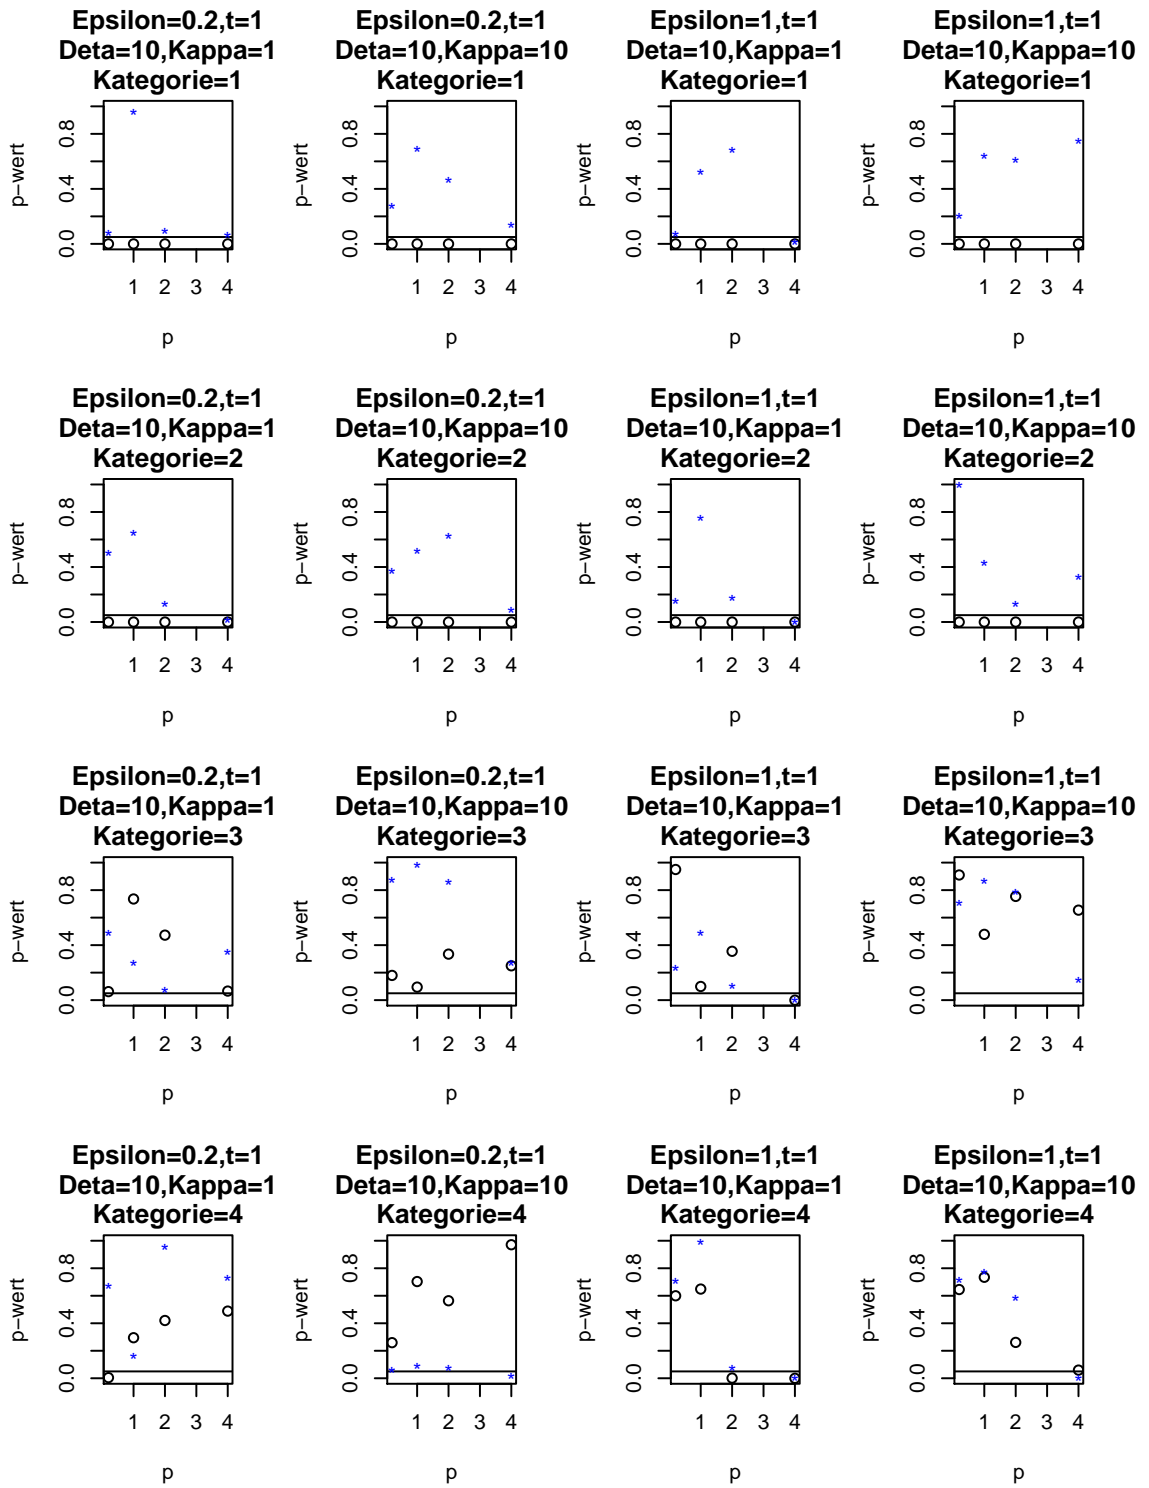 Epsilon=0.2,t=1
Deta=10,Kappa=1
Kategorie=1
p−wert
0.8
0.4
0.0
1 2 3 4
p
Epsilon=0.2,t=1
Deta=10,Kappa=10
Kategorie=1
p−wert
0.8
0.4
0.0
1 2 3 4
p
Epsilon=1,t=1
Deta=10,Kappa=1
Kategorie=1
p−wert
0.8
0.4
0.0
1 2 3 4
p
Epsilon=1,t=1
Deta=10,Kappa=10
Kategorie=1
p−wert
0.8
0.4
0.0
1 2 3 4
p
Epsilon=0.2,t=1
Deta=10,Kappa=1
Kategorie=2
p−wert
0.8
0.4
0.0
1 2 3 4
p
Epsilon=0.2,t=1
Deta=10,Kappa=10
Kategorie=2
p−wert
0.8
0.4
0.0
1 2 3 4
p
Epsilon=1,t=1
Deta=10,Kappa=1
Kategorie=2
p−wert
0.8
0.4
0.0
1 2 3 4
p
Epsilon=1,t=1
Deta=10,Kappa=10
Kategorie=2
p−wert
0.8
0.4
0.0
1 2 3 4
p
Epsilon=0.2,t=1
Deta=10,Kappa=1
Kategorie=3
p−wert
0.8
0.4
0.0
1 2 3 4
p
Epsilon=0.2,t=1
Deta=10,Kappa=10
Kategorie=3
p−wert
0.8
0.4
0.0
1 2 3 4
p
Epsilon=1,t=1
Deta=10,Kappa=1
Kategorie=3
p−wert
0.8
0.4
0.0
1 2 3 4
p
Epsilon=1,t=1
Deta=10,Kappa=10
Kategorie=3
p−wert
0.8
0.4
0.0
1 2 3 4
p
Epsilon=0.2,t=1
Deta=10,Kappa=1
Kategorie=4
p−wert
0.8
0.4
0.0
1 2 3 4
p
Epsilon=0.2,t=1
Deta=10,Kappa=10
Kategorie=4
p−wert
0.8
0.4
0.0
1 2 3 4
p
Epsilon=1,t=1
Deta=10,Kappa=1
Kategorie=4
p−wert
0.8
0.4
0.0
1 2 3 4
p
Epsilon=1,t=1
Deta=10,Kappa=10
Kategorie=4
p−wert
0.8
0.4
0.0
1 2 3 4
p